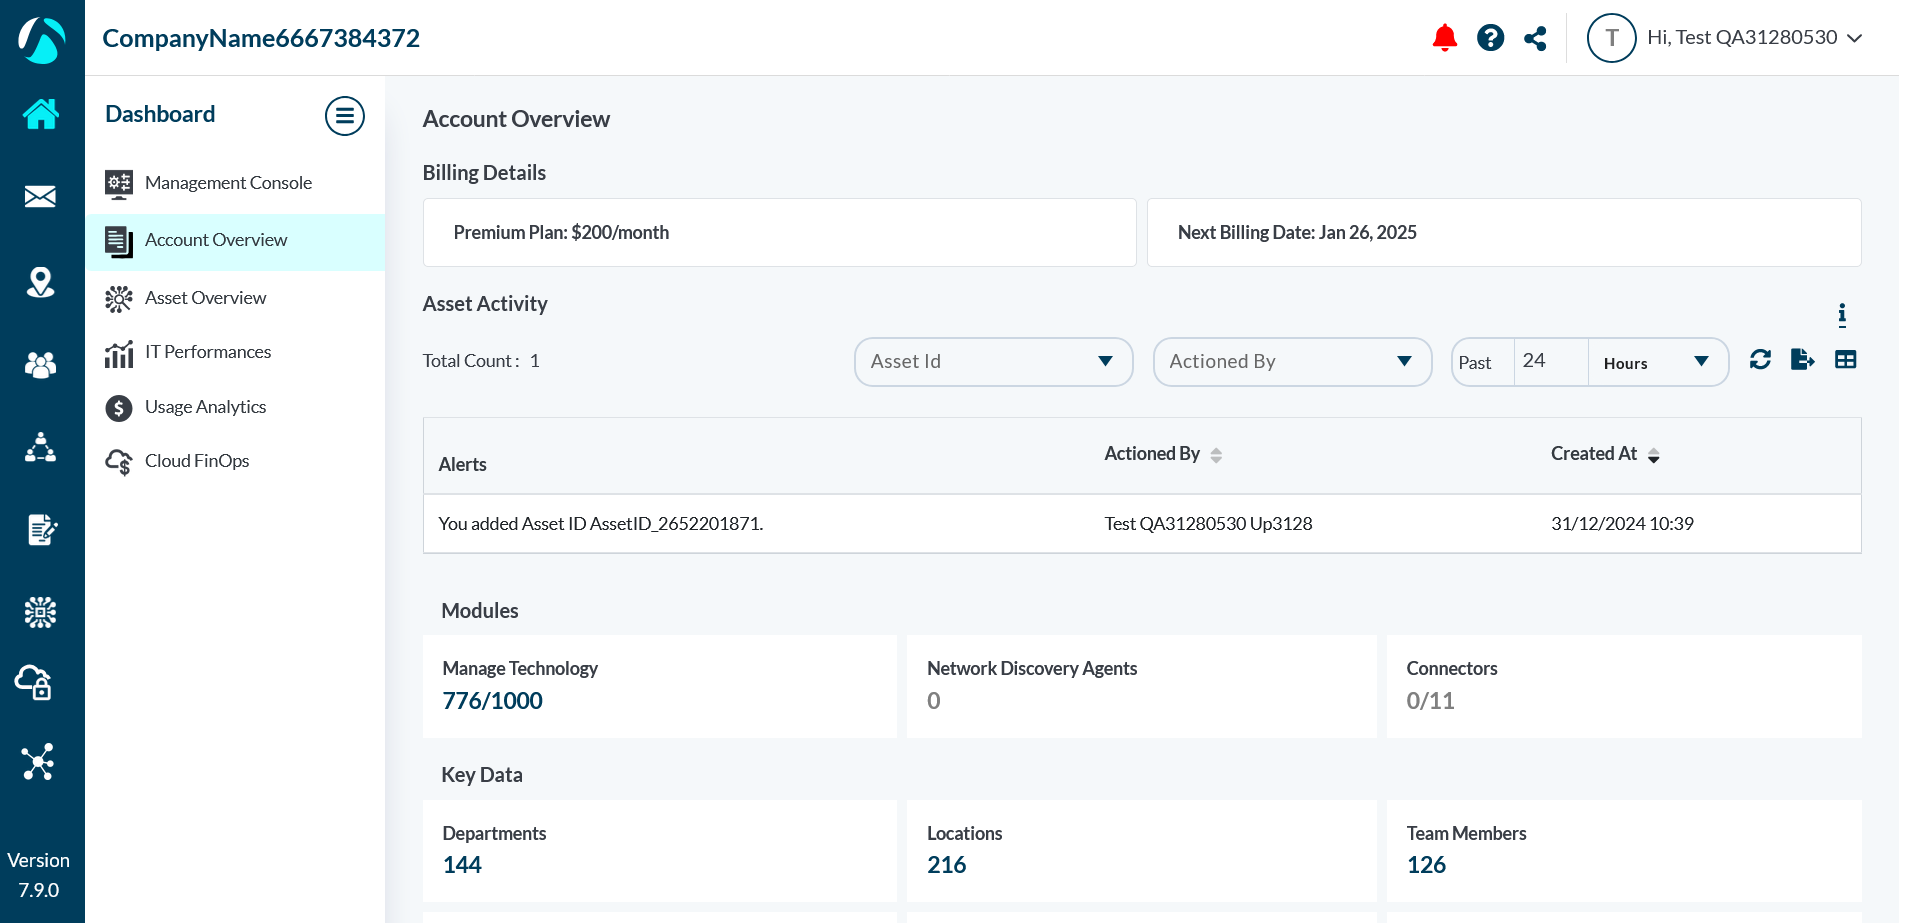 CompanyName6667384372
T
Hi, Test QA31280530
Dashboard
Management Console
Account Overview
Asset Overview
IT Performances
Usage Analytics
Cloud FinOps
Version
7.9.0
Account Overview
Billing Details
Premium Plan: $200/month
Next Billing Date: Jan 26, 2025
Asset Activity
Total Count : 1
Asset Id
Actioned By
Past
24
Hours
Alerts
Actioned By
Created At
You added Asset ID AssetID_2652201871.
Test QA31280530 Up3128
31/12/2024 10:39
Modules
Manage Technology
776/1000
Network Discovery Agents
0
Connectors
0/11
Key Data
Departments
144
Locations
216
Team Members
126